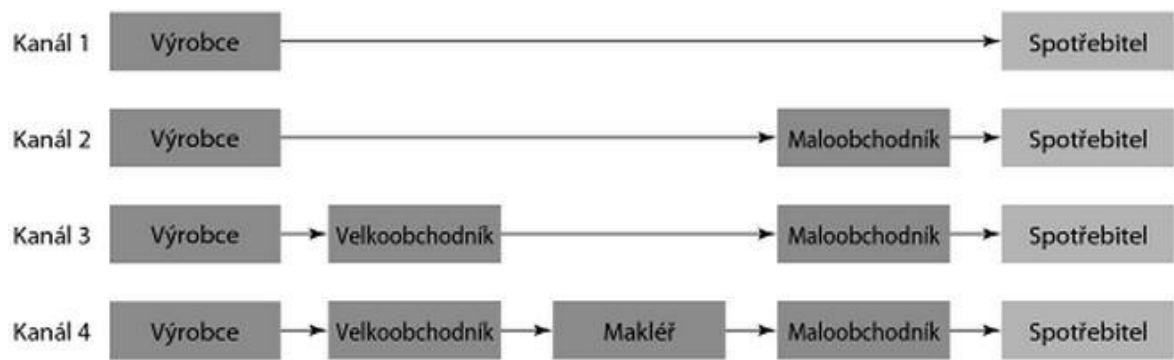 Kanál 1 Výrobce Spotřebitel
Kanál 2 Výrobce Maloobchodník Spotřebitel
Kanál 3 Výrobce Velkoobchodník Maloobchodník Spotřebitel
Kanál 4 Výrobce Velkoobchodník Makléř Maloobchodník Spotřebitel